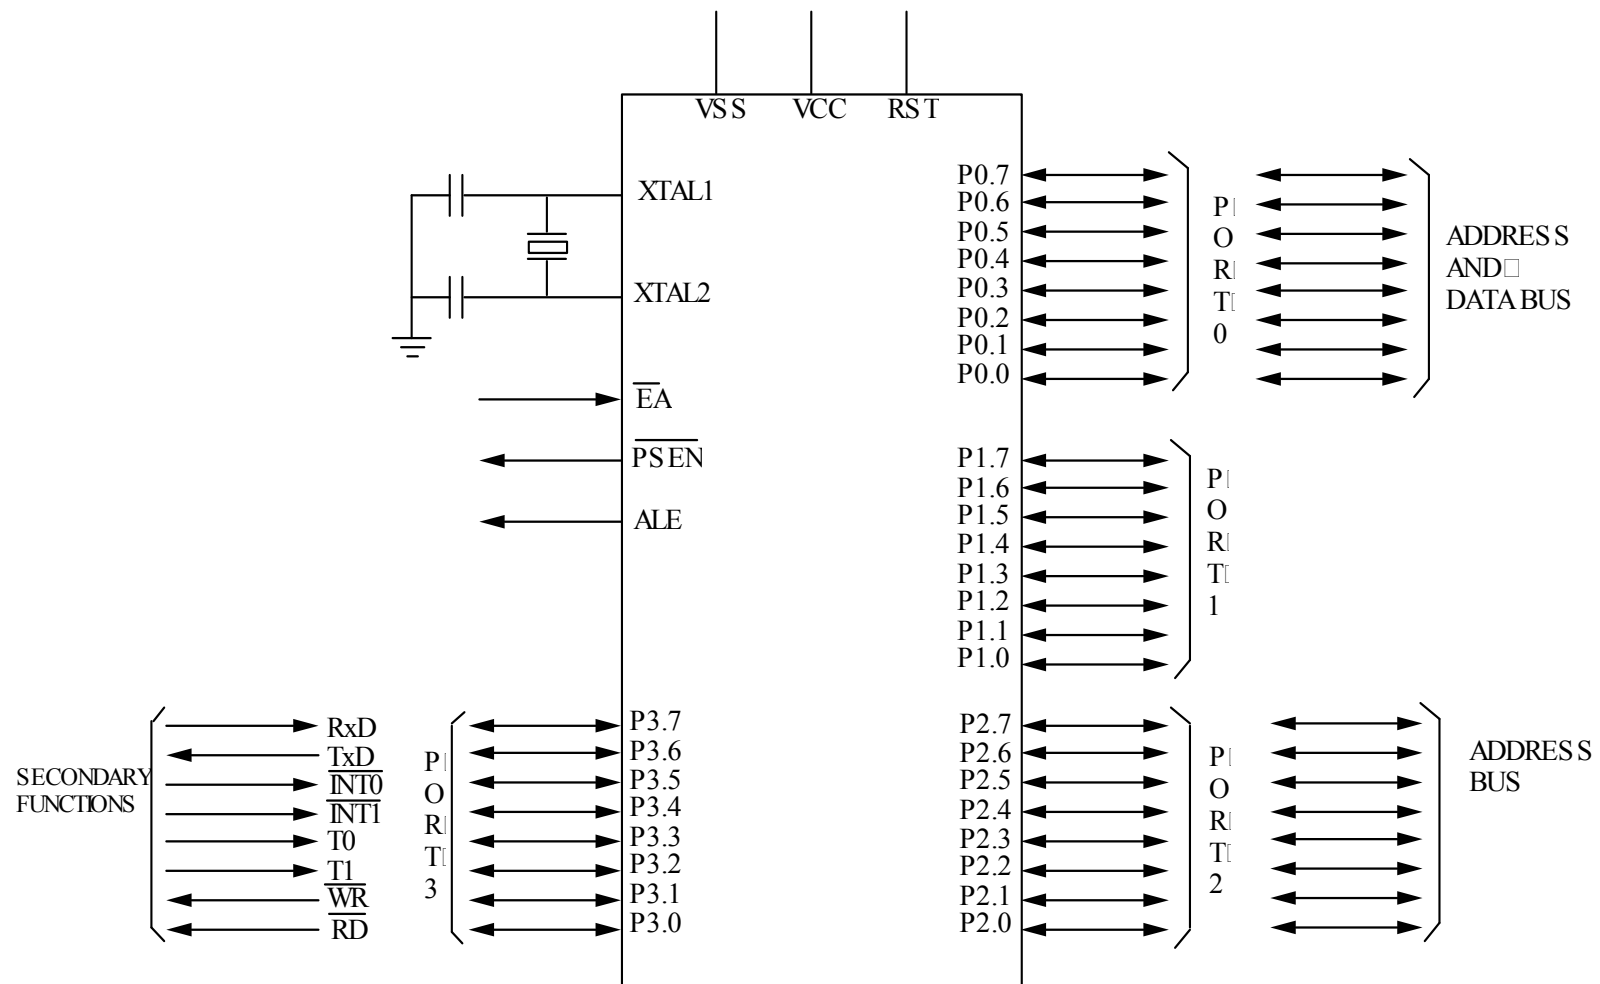 VSS VCC RST
XTAL1
XTAL2
EA
PSEN
ALE
P0.7
P0.6
P0.5
P0.4
P0.3
P0.2
P0.1
P0.0
P
O
R
T
0
ADDRESS
AND
DATA BUS
P1.7
P1.6
P1.5
P1.4
P1.3
P1.2
P1.1
P1.0
P
O
R
T
1
SECONDARY
FUNCTIONS
RxD
TxD
INT0
INT1
T0
T1
WR
RD
P
O
R
T
3
P3.7
P3.6
P3.5
P3.4
P3.3
P3.2
P3.1
P3.0
P2.7
P2.6
P2.5
P2.4
P2.3
P2.2
P2.1
P2.0
P
O
R
T
2
ADDRESS
BUS